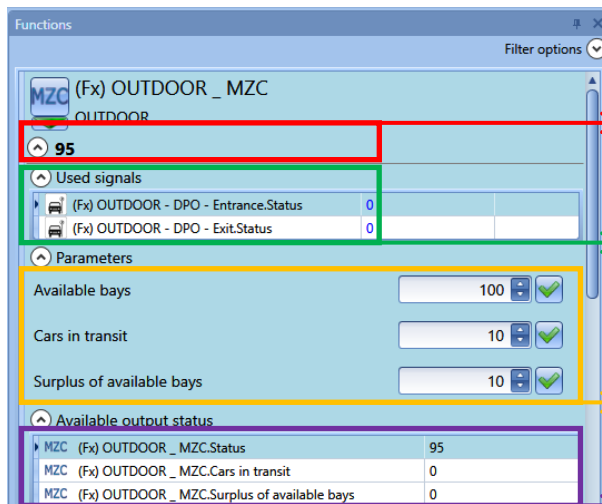 Functions
Filter options
MZC (Fx) OUTDOOR _ MZC
OUTDOOR
95
Used signals
(Fx) OUTDOOR - DPO - Entrance.Status 0
(Fx) OUTDOOR - DPO - Exit.Status 0
Parameters
Available bays 100
Cars in transit 10
Surplus of available bays 10
Available output status
MZC (Fx) OUTDOOR _ MZC.Status 95
MZC (Fx) OUTDOOR _ MZC.Cars in transit 0
MZC (Fx) OUTDOOR _ MZC.Surplus of available bays 0